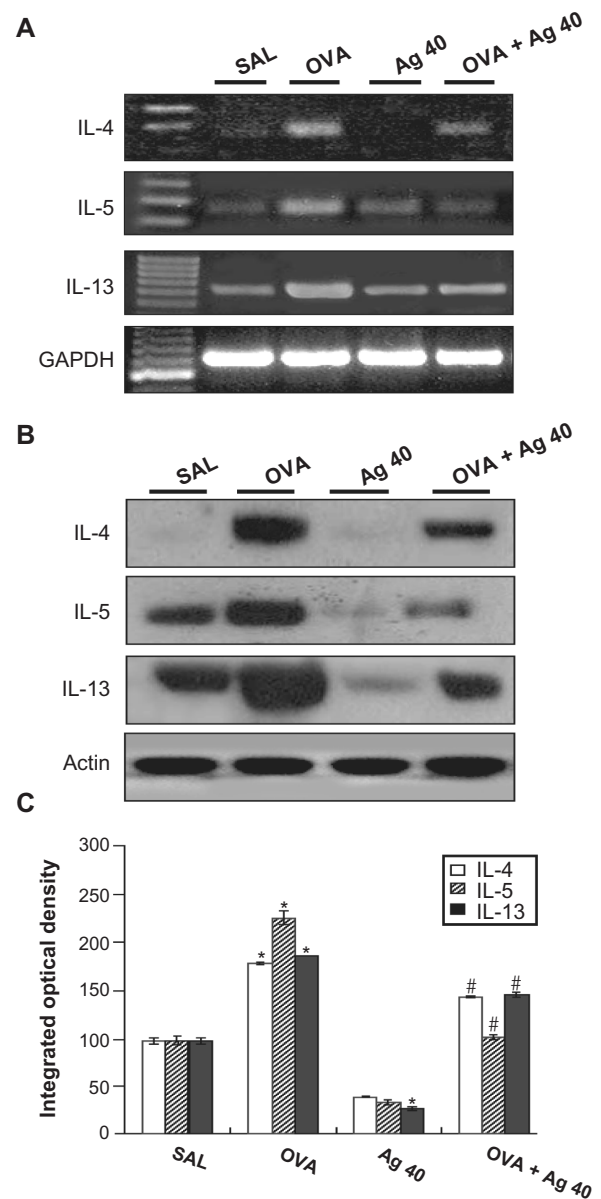 A
SAL OVA Ag 40 OVA + Ag 40
IL-4
IL-5
IL-13
GAPDH
B
SAL OVA Ag 40 OVA + Ag 40
IL-4
IL-5
IL-13
Actin
C
Integrated optical density
300
250
200
150
100
50
0
IL-4
IL-5
IL-13
* * *
*
# # #
SAL OVA Ag 40 OVA + Ag 40